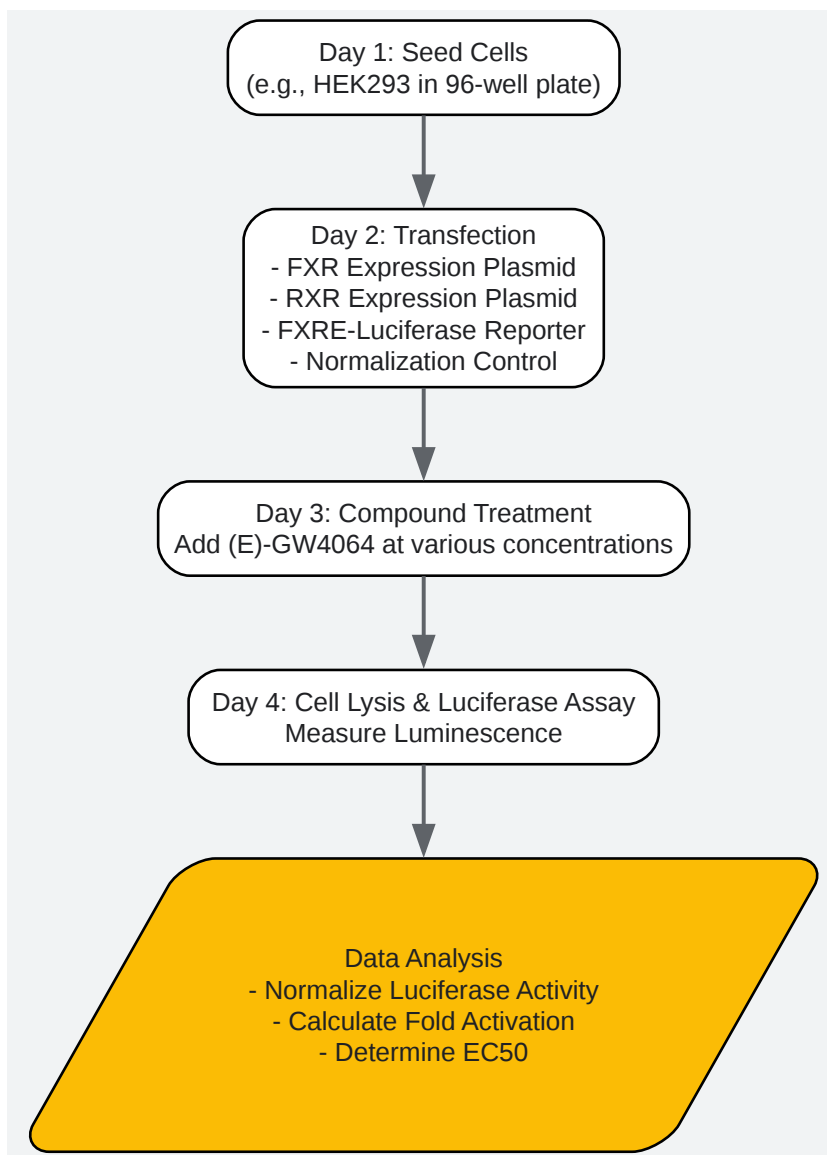 Day 1: Seed Cells
(e.g., HEK293 in 96-well plate)
Day 2: Transfection
- FXR Expression Plasmid
- RXR Expression Plasmid
- FXRE-Luciferase Reporter
- Normalization Control
Day 3: Compound Treatment
Add (E)-GW4064 at various concentrations
Day 4: Cell Lysis & Luciferase Assay
Measure Luminescence
Data Analysis
- Normalize Luciferase Activity
- Calculate Fold Activation
- Determine EC50